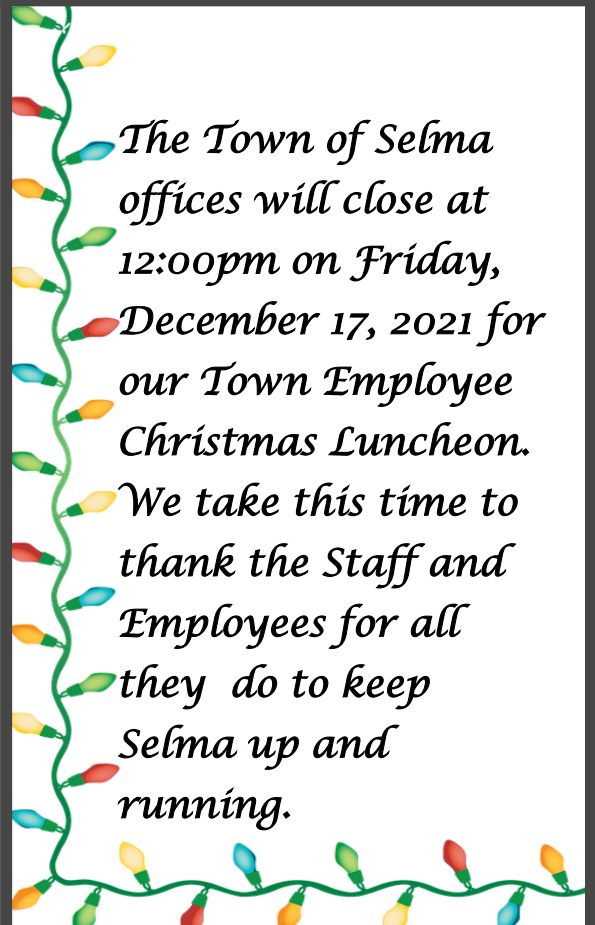 The Town of Selma
offices will close at
12:00pm on Friday,
December 17, 2021 for
our Town Employee
Christmas Luncheon.
We take this time to
thank the Staff and
Employees for all
they  do to keep
Selma up and
running.